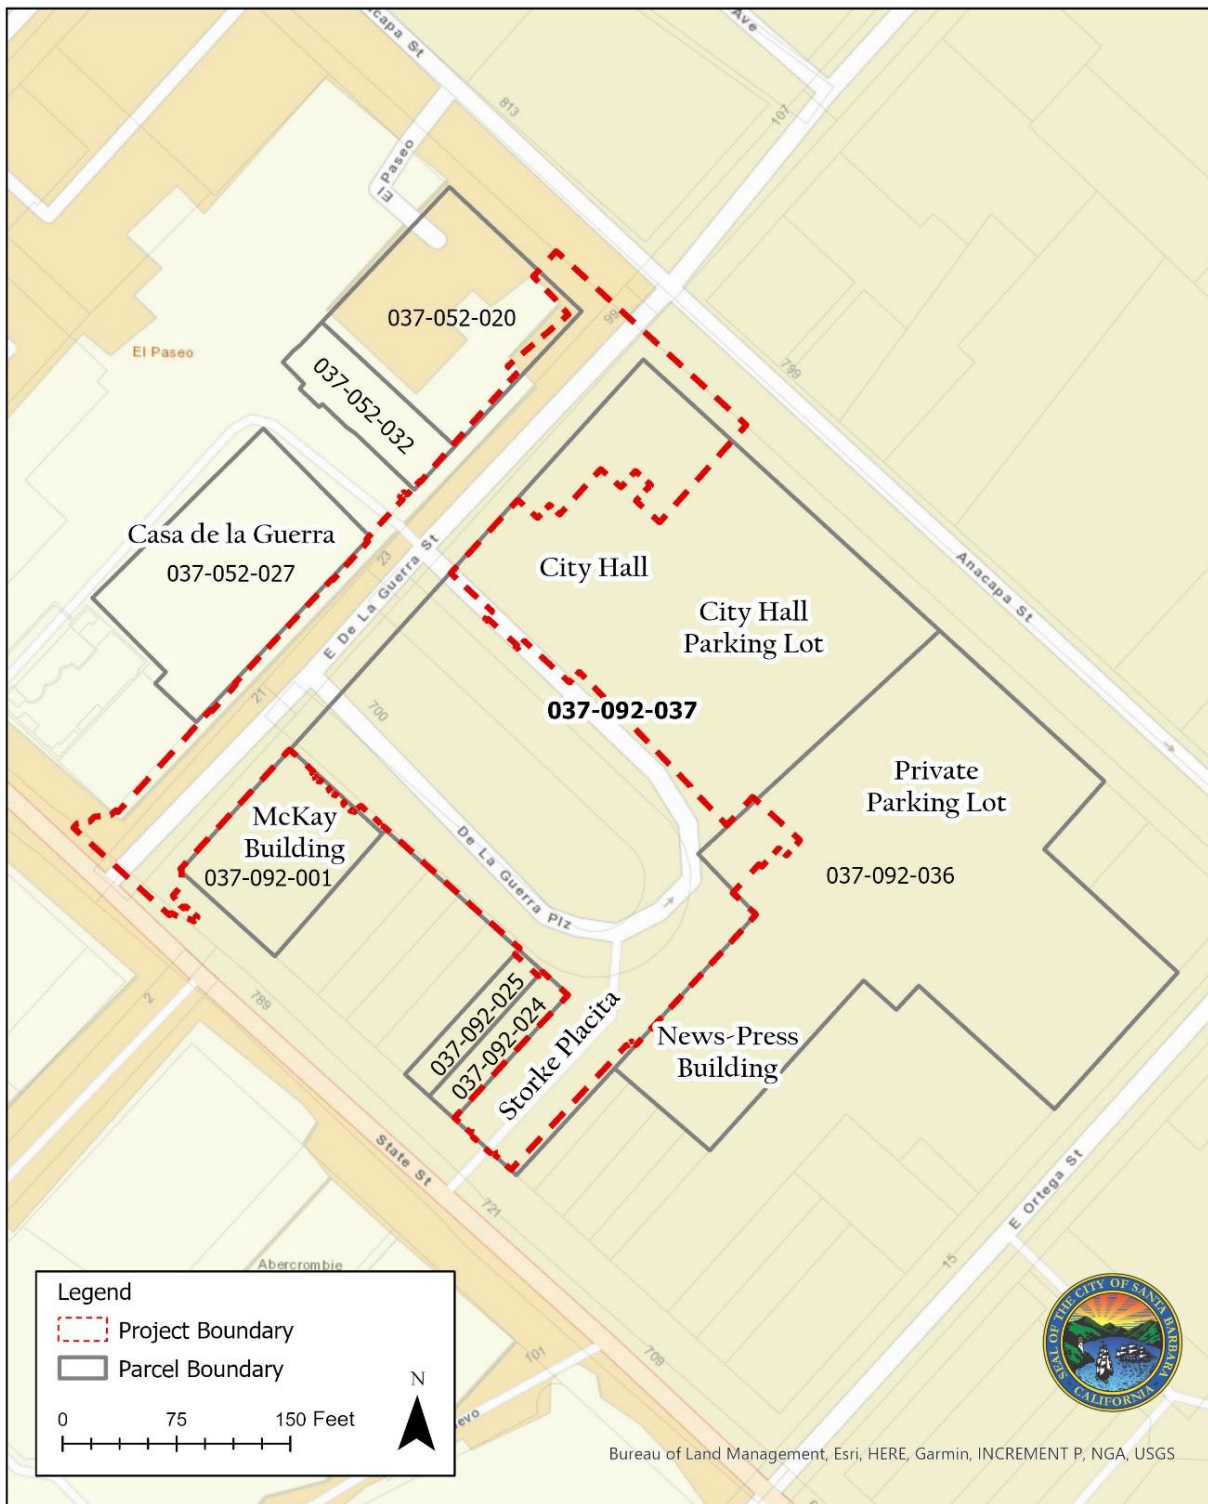 acapa St
Ave
813
107
El Paseo
037-052-020
99
El Paseo
799
037-052-032
Casa de la Guerra
037-052-027
23
E De La Guerra St
City Hall
Anacapa St
City Hall
Parking Lot
21
700
037-092-037
Private
Parking Lot
McKay
Building
037-092-001
De La Guerra Plz
037-092-036
2
789
037-092-025
037-092-024
Storke Placita
News-Press
Building
State St
721
E Ortega St
15
Abercrombie
Legend
Project Boundary
Parcel Boundary
N
0 75 150 Feet
101
709
evo
SEAL OF THE CITY OF SANTA BARBARA
CALIFORNIA
Bureau of Land Management, Esri, HERE, Garmin, INCREMENT P, NGA, USGS